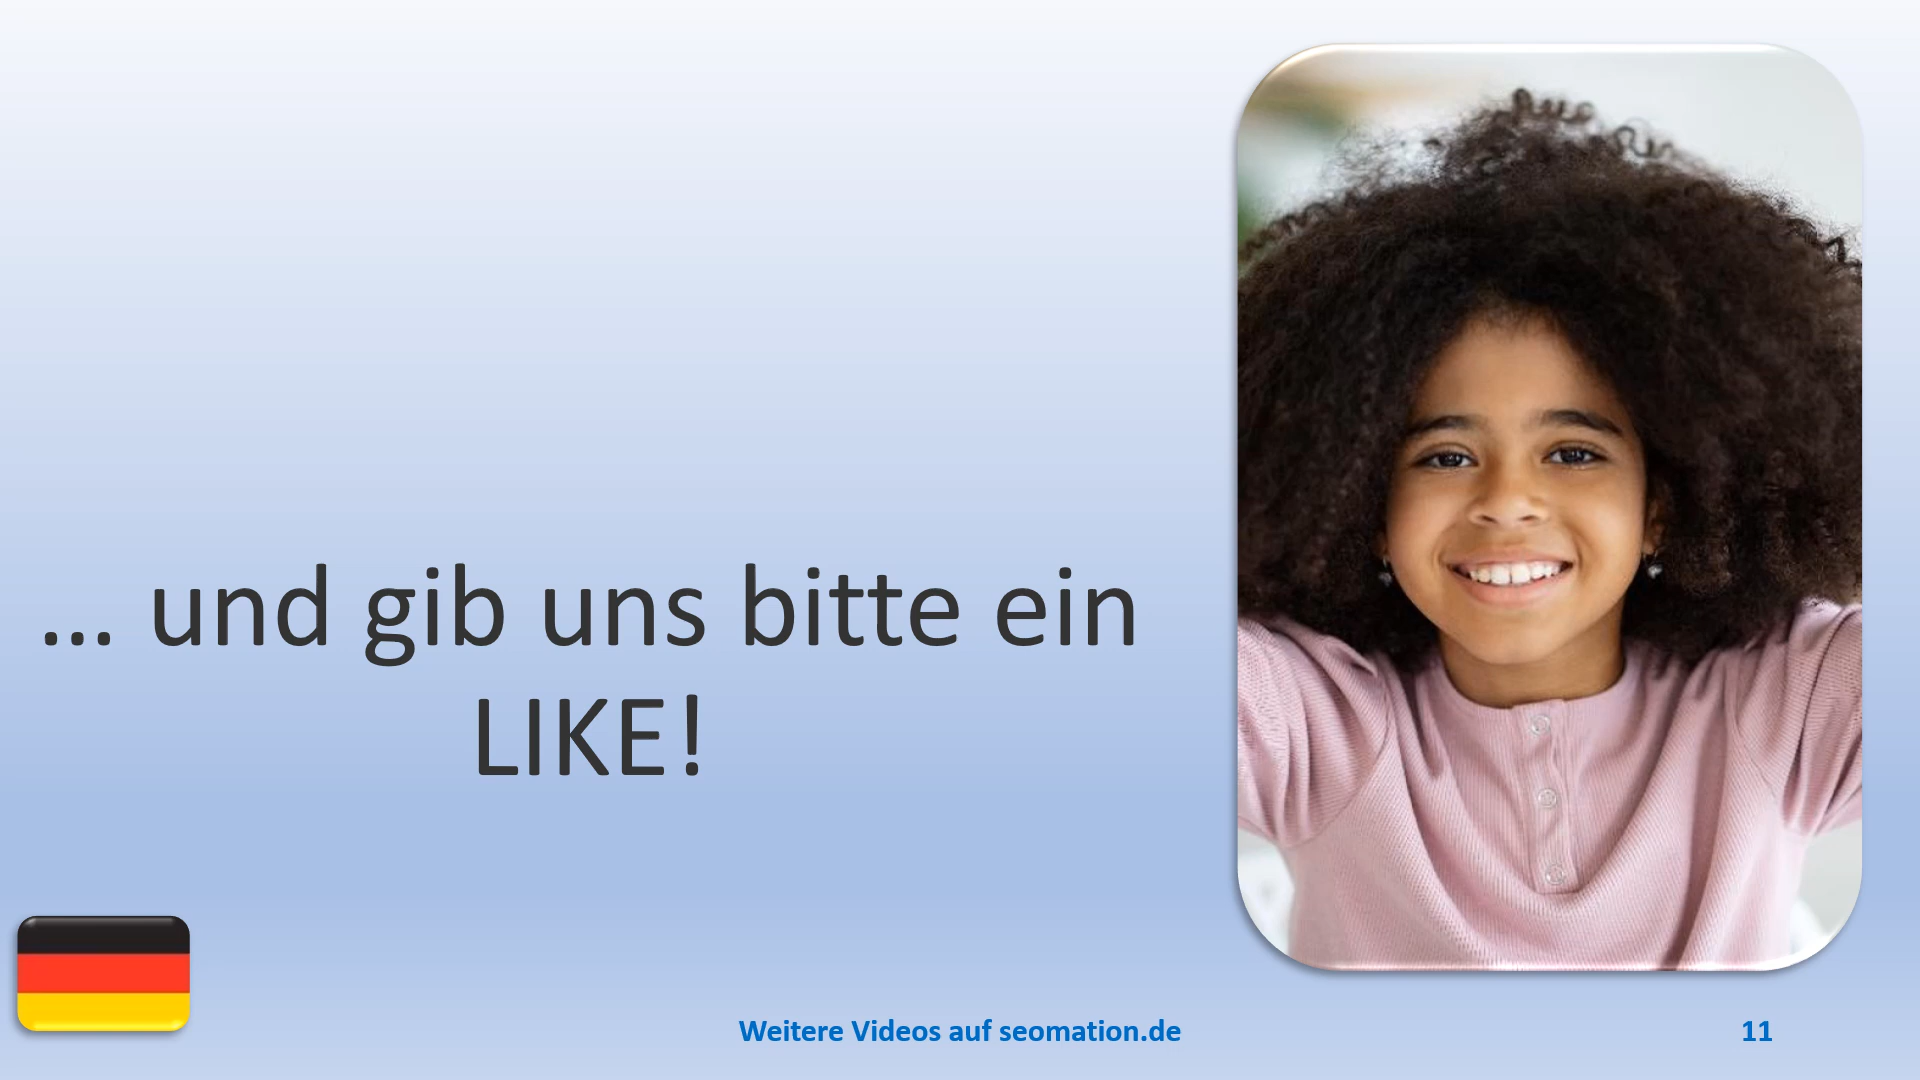 ... und gib uns bitte ein
LIKE!
Weitere Videos auf seomation.de
11